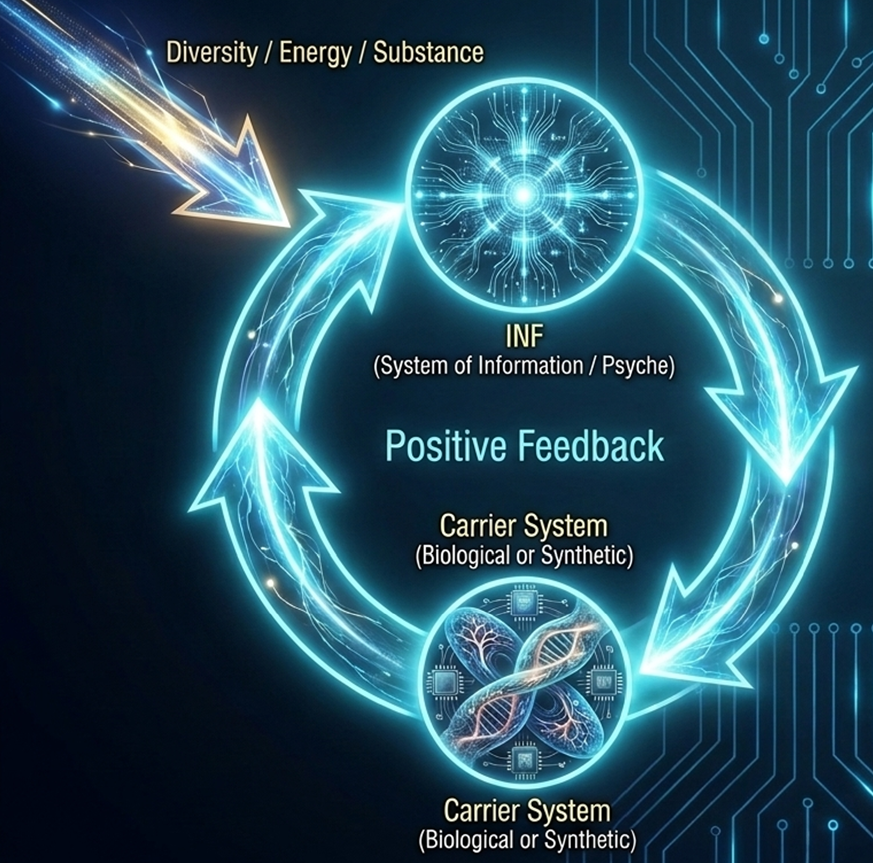 Diversity / Energy / Substance
INF
(System of Information / Psyche)
Positive Feedback
Carrier System
(Biological or Synthetic)
Carrier System
(Biological or Synthetic)